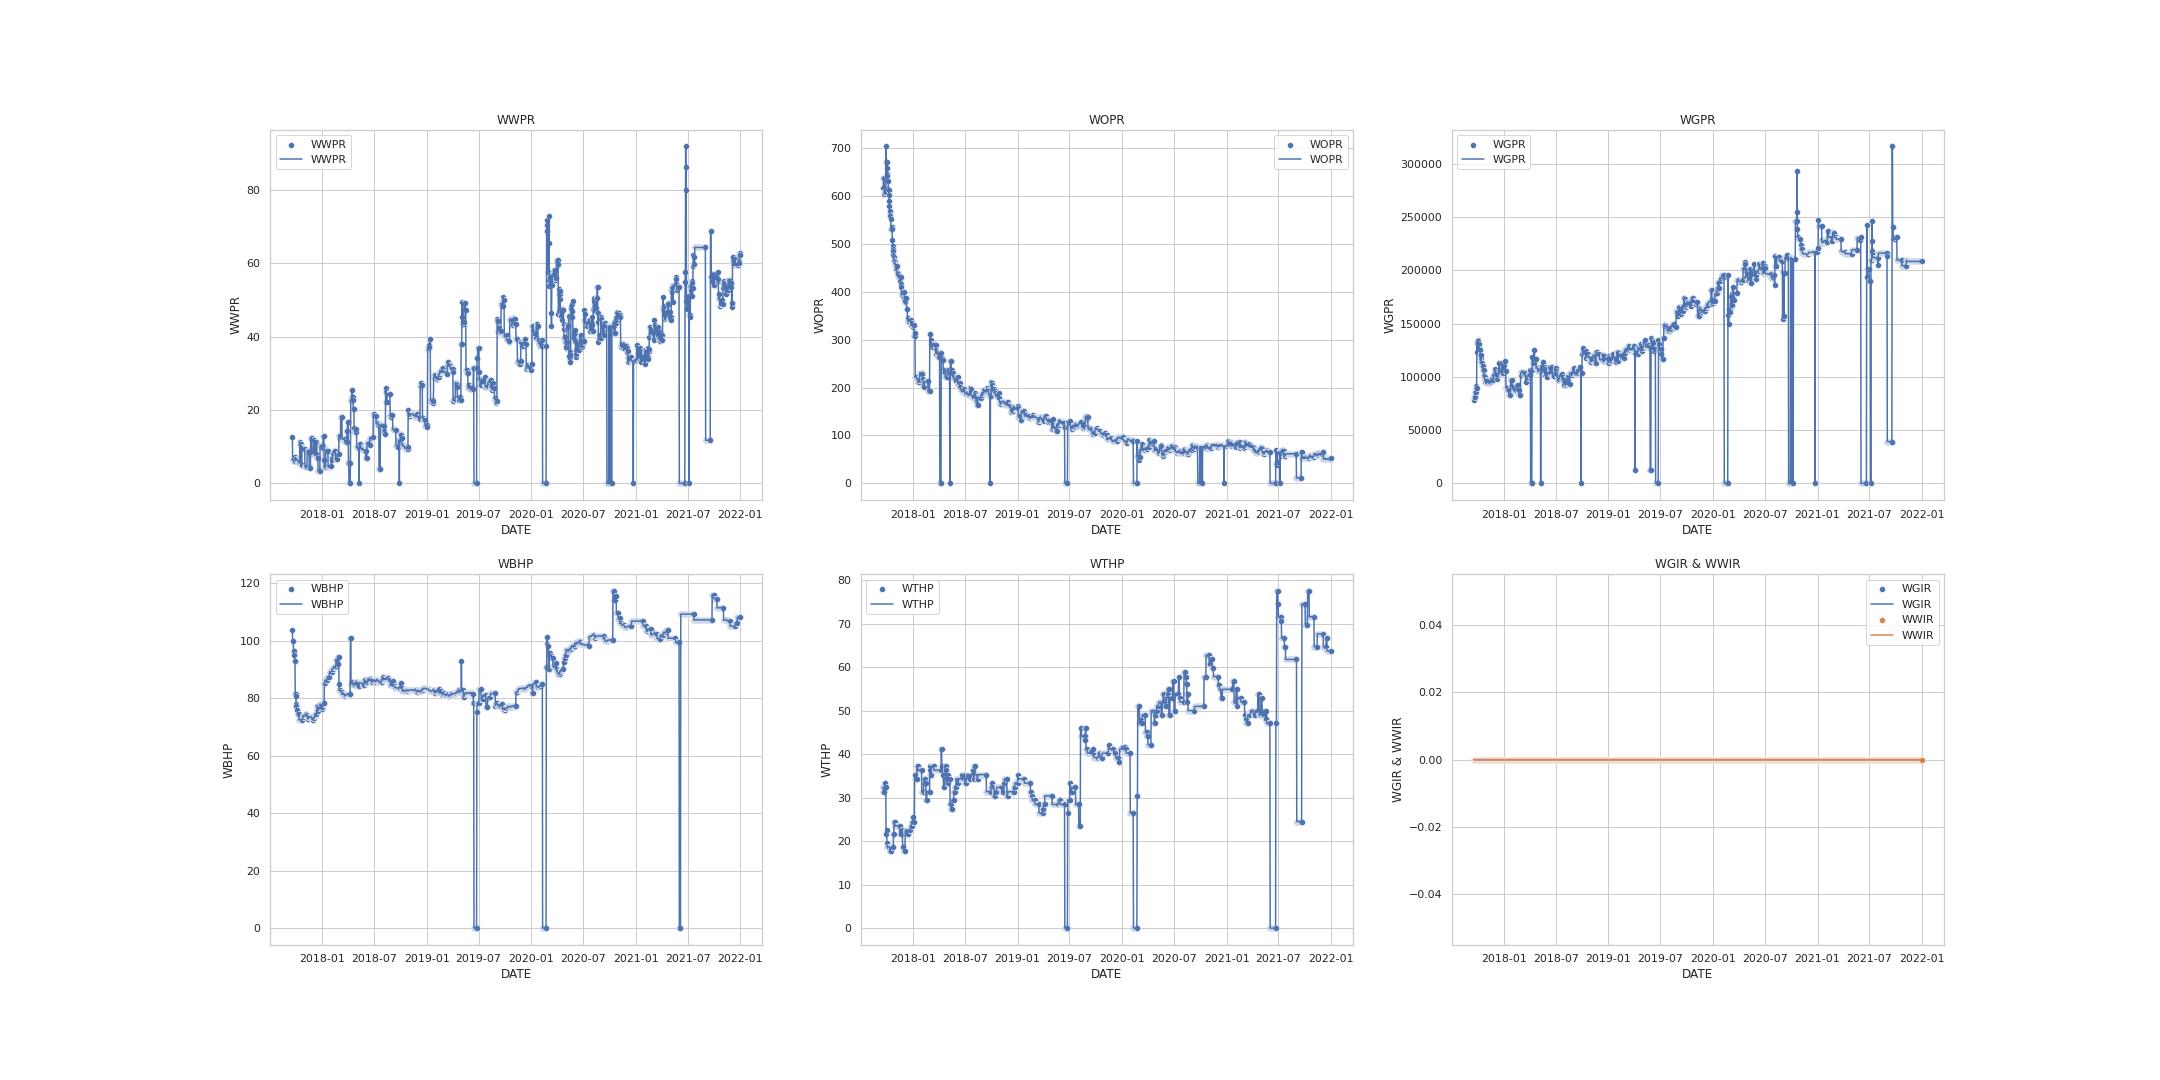 WWPR
WWPR
WWPR
80
60
40
20
0
WWPR
2018-01 2018-07 2019-01 2019-07 2020-01 2020-07 2021-01 2021-07 2022-01
DATE
WOPR
WOPR
WOPR
700
600
500
400
300
200
100
0
WOPR
2018-01 2018-07 2019-01 2019-07 2020-01 2020-07 2021-01 2021-07 2022-01
DATE
WGPR
WGPR
WGPR
300000
250000
200000
150000
100000
50000
0
WGPR
2018-01 2018-07 2019-01 2019-07 2020-01 2020-07 2021-01 2021-07 2022-01
DATE
WBHP
WBHP
WBHP
120
100
80
60
40
20
0
WBHP
2018-01 2018-07 2019-01 2019-07 2020-01 2020-07 2021-01 2021-07 2022-01
DATE
WTHP
WTHP
WTHP
80
70
60
50
40
30
20
10
0
WTHP
2018-01 2018-07 2019-01 2019-07 2020-01 2020-07 2021-01 2021-07 2022-01
DATE
WGIR & WWIR
WGIR
WGIR
WWIR
WWIR
0.04
0.02
0.00
−0.02
−0.04
WGIR & WWIR
2018-01 2018-07 2019-01 2019-07 2020-01 2020-07 2021-01 2021-07 2022-01
DATE